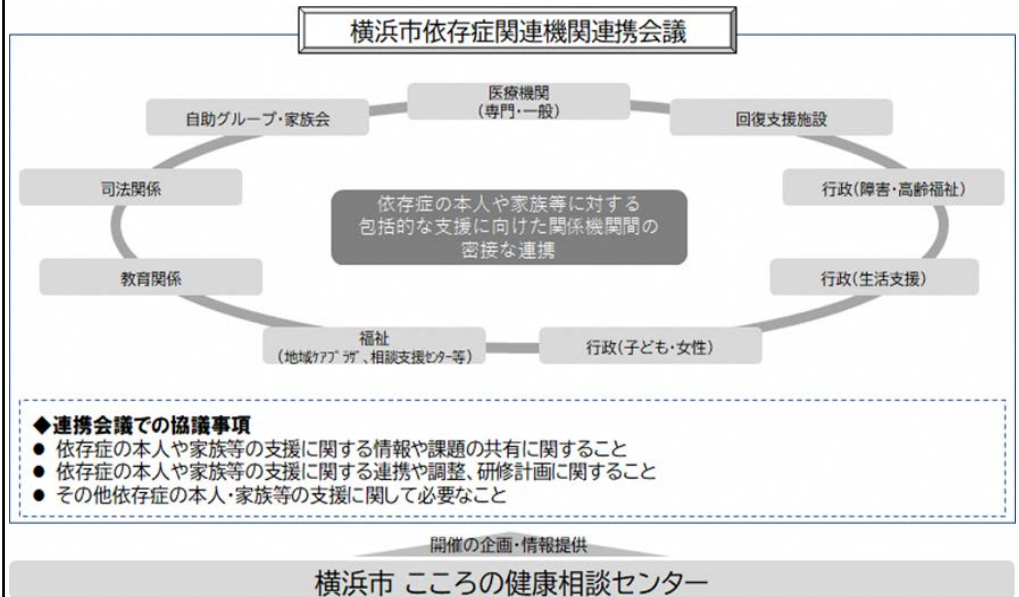 横浜市依存症関連機関連携会議
医療機関
(専門・一般)
自助グループ・家族会
回復支援施設
司法関係
行政(障害・高齢福祉)
依存症の本人や家族等に対する
包括的な支援に向けた関係機関間の
密接な連携
教育関係
行政(生活支援)
福祉
(地域ｹｱﾌﾟﾗｻﾞ、相談支援ｾﾝﾀｰ等)
行政(子ども・女性)
◆連携会議での協議事項
● 依存症の本人や家族等の支援に関する情報や課題の共有に関すること
● 依存症の本人や家族等の支援に関する連携や調整、研修計画に関すること
● その他依存症の本人・家族等の支援に関して必要なこと
開催の企画・情報提供
横浜市 こころの健康相談センター